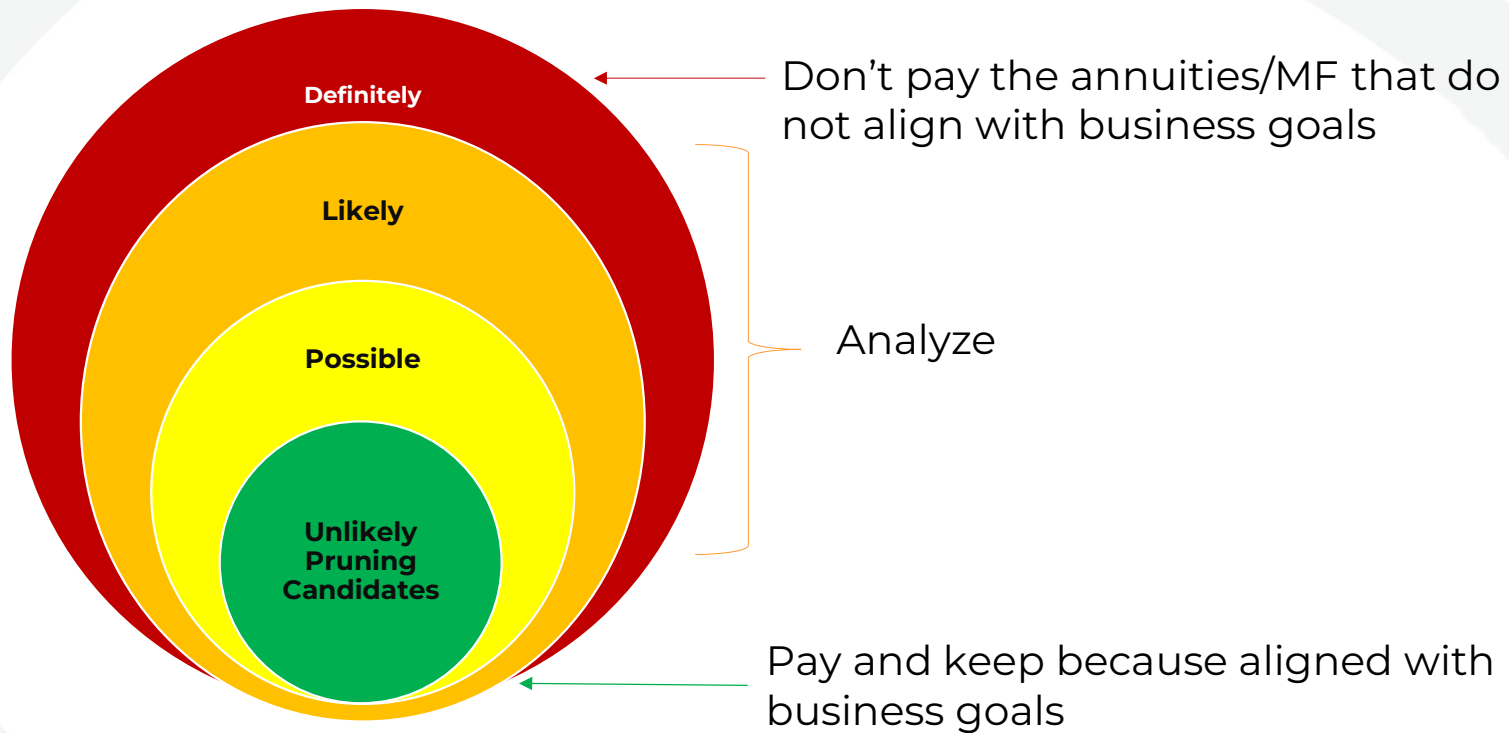 Don’t pay the annuities/MF that do
not align with business goals
Definitely
Likely
Analyze
Possible
Unlikely
Pruning
Candidates
Pay and keep because aligned with
business goals